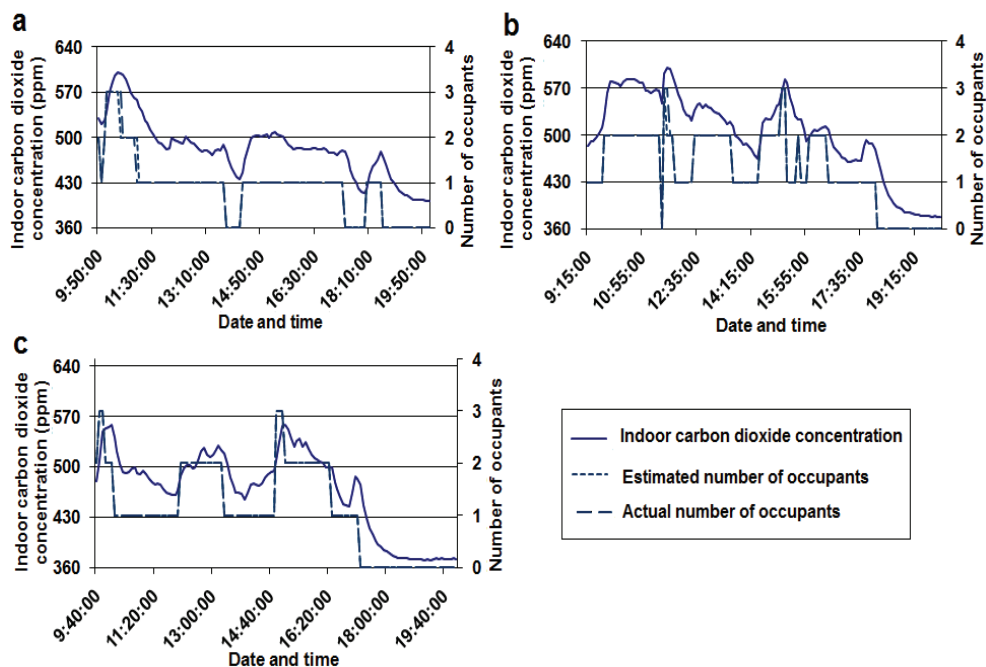 a
Indoor carbon dioxide
concentration (ppm)
640
570
500
430
360
4
3
2
1
0
Number of occupants
9:50:00
11:30:00
13:10:00
14:50:00
16:30:00
18:10:00
19:50:00
Date and time
b
Indoor carbon dioxide
concentration (ppm)
640
570
500
430
360
4
3
2
1
0
Number of occupants
9:15:00
10:55:00
12:35:00
14:15:00
15:55:00
17:35:00
19:15:00
Date and time
c
Indoor carbon dioxide
concentration (ppm)
640
570
500
430
360
4
3
2
1
0
Number of occupants
9:40:00
11:20:00
13:00:00
14:40:00
16:20:00
18:00:00
19:40:00
Date and time
Indoor carbon dioxide concentration
Estimated number of occupants
Actual number of occupants